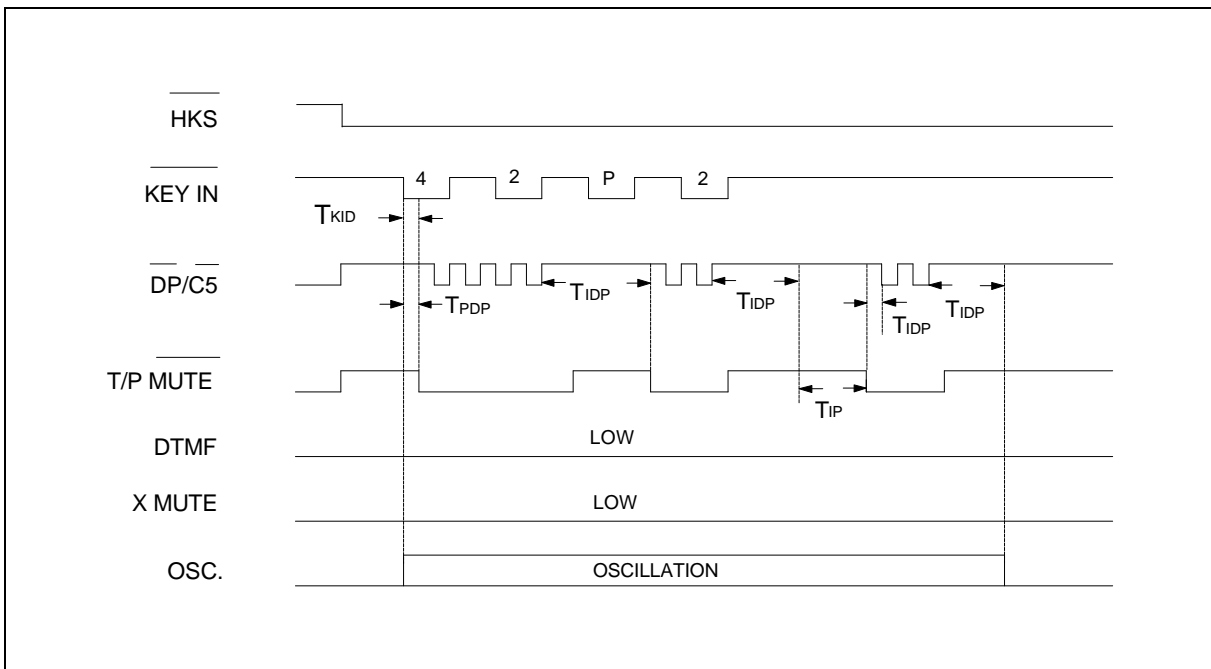 HKS
KEY IN
4 2 P 2
TKID
DP/C5
TPDP
TIDP
TIDP
TIDP
TIDP
T/P MUTE
TIP
DTMF
LOW
X MUTE
LOW
OSC.
OSCILLATION